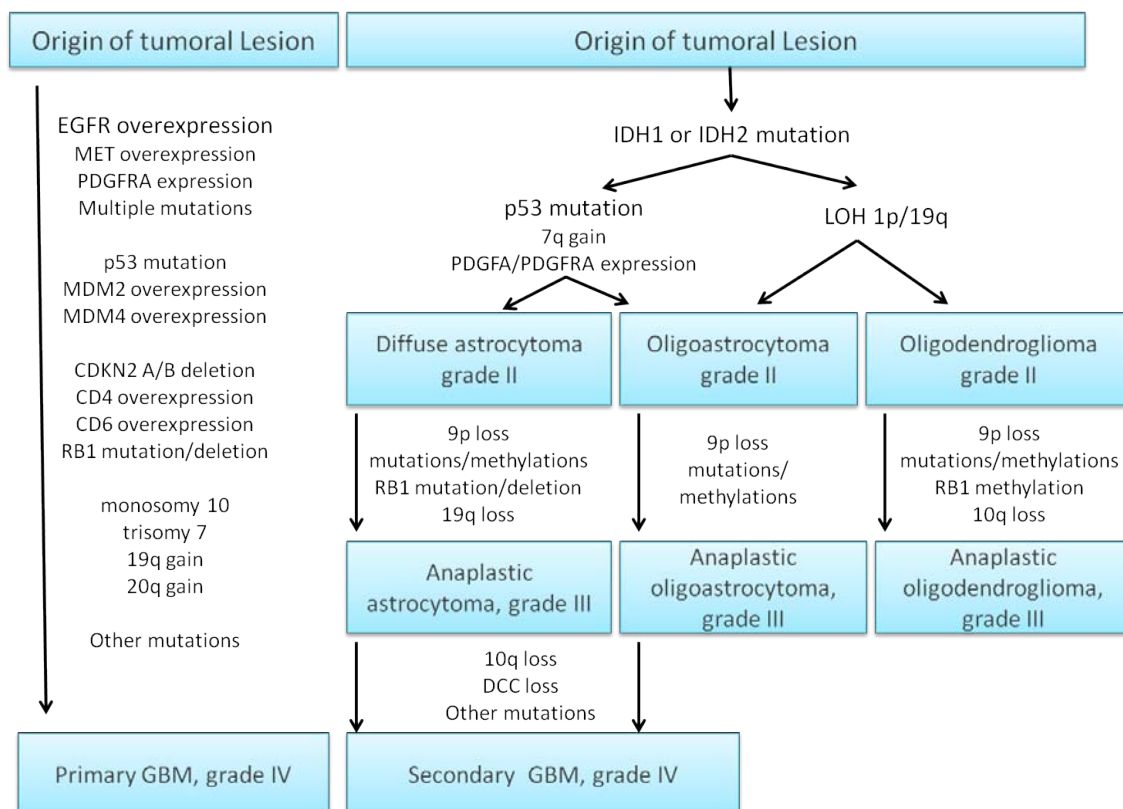 Origin of tumoral Lesion
EGFR overexpression
MET overexpression
PDGFRA expression
Multiple mutations
p53 mutation
MDM2 overexpression
MDM4 overexpression
CDKN2 A/B deletion
CD4 overexpression
CD6 overexpression
RB1 mutation/deletion
monosomy 10
trisomy 7
19q gain
20q gain
Other mutations
Primary GBM, grade IV
Origin of tumoral Lesion
IDH1 or IDH2 mutation
p53 mutation
7q gain
PDGFA/PDGFRA expression
LOH 1p/19q
Diffuse astrocytoma
grade II
Oligoastrocytoma
grade II
Oligodendroglioma
grade II
9p loss
mutations/methylations
RB1 mutation/deletion
19q loss
9p loss
mutations/
methylations
9p loss
mutations/methylations
RB1 methylation
10q loss
Anaplastic
astrocytoma, grade III
Anaplastic
oligoastrocytoma,
grade III
Anaplastic
oligodendroglioma,
grade III
10q loss
DCC loss
Other mutations
Secondary GBM, grade IV